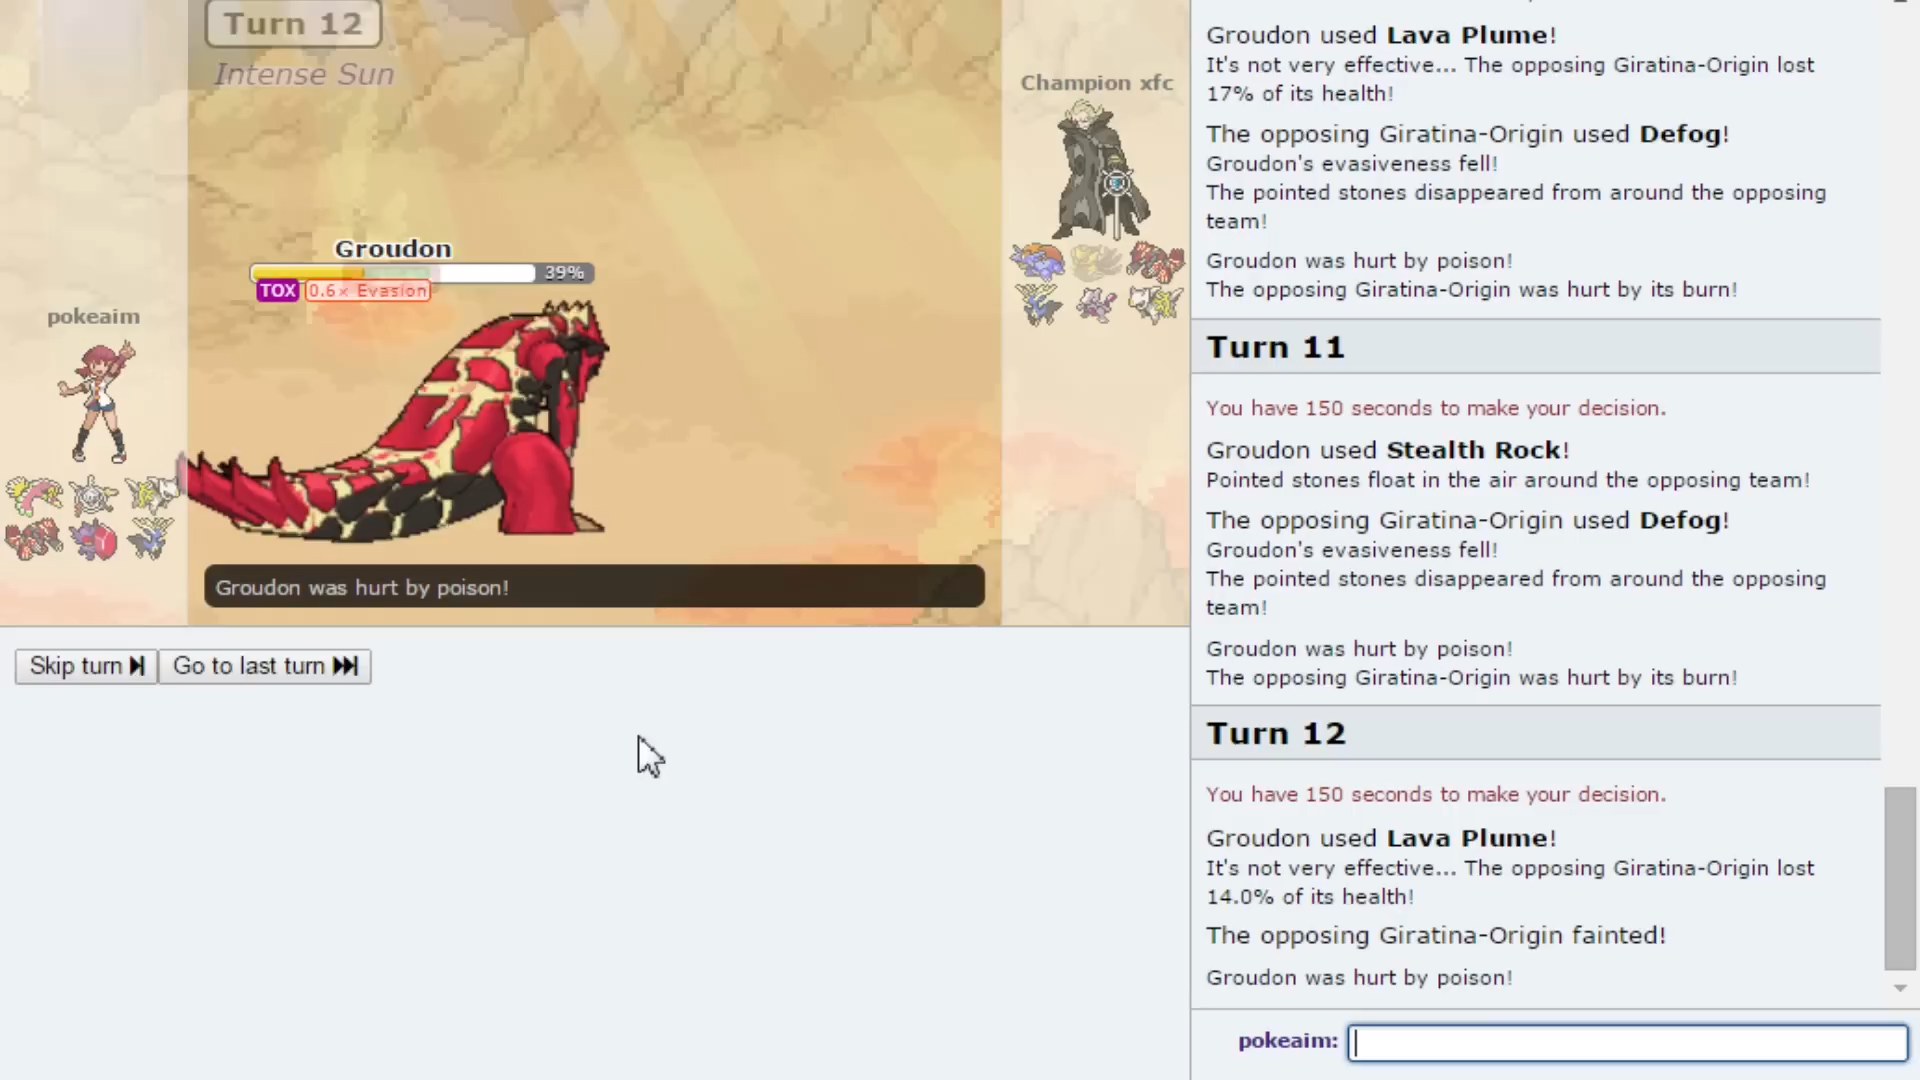 Turn 12
Intense Sun
Champion xfc
Groudon
39%
TOX 0.6× Evasion
pokeaim
Groudon was hurt by poison!
Skip turn
Go to last turn
Groudon used Lava Plume!
It's not very effective... The opposing Giratina-Origin lost
17% of its health!
The opposing Giratina-Origin used Defog!
Groudon's evasiveness fell!
The pointed stones disappeared from around the opposing
team!
Groudon was hurt by poison!
The opposing Giratina-Origin was hurt by its burn!
Turn 11
You have 150 seconds to make your decision.
Groudon used Stealth Rock!
Pointed stones float in the air around the opposing team!
The opposing Giratina-Origin used Defog!
Groudon's evasiveness fell!
The pointed stones disappeared from around the opposing
team!
Groudon was hurt by poison!
The opposing Giratina-Origin was hurt by its burn!
Turn 12
You have 150 seconds to make your decision.
Groudon used Lava Plume!
It's not very effective... The opposing Giratina-Origin lost
14.0% of its health!
The opposing Giratina-Origin fainted!
Groudon was hurt by poison!
pokeaim: